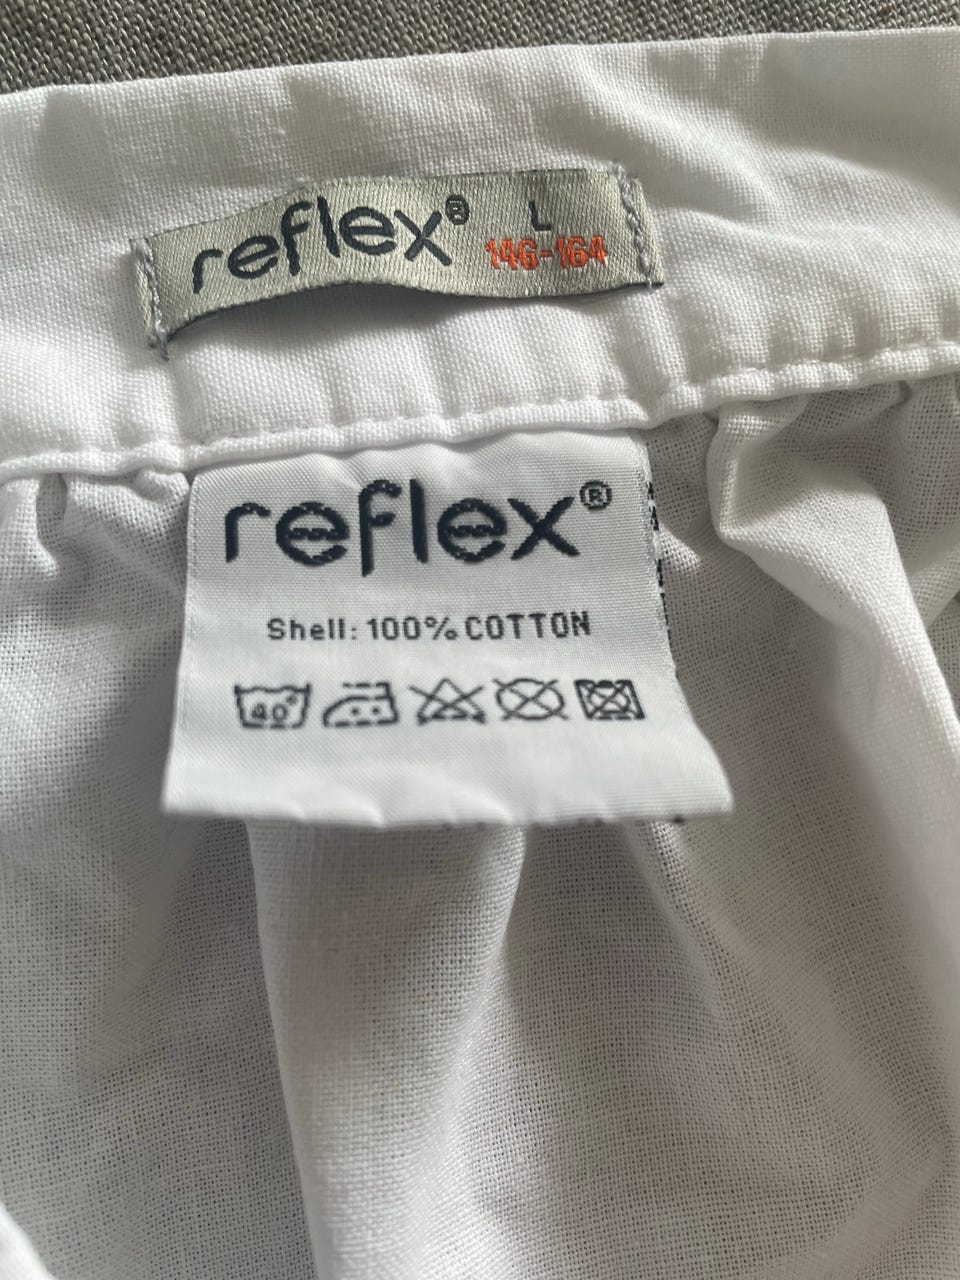 reflex® L
146-164
reflex®
Shell: 100% COTTON
40°